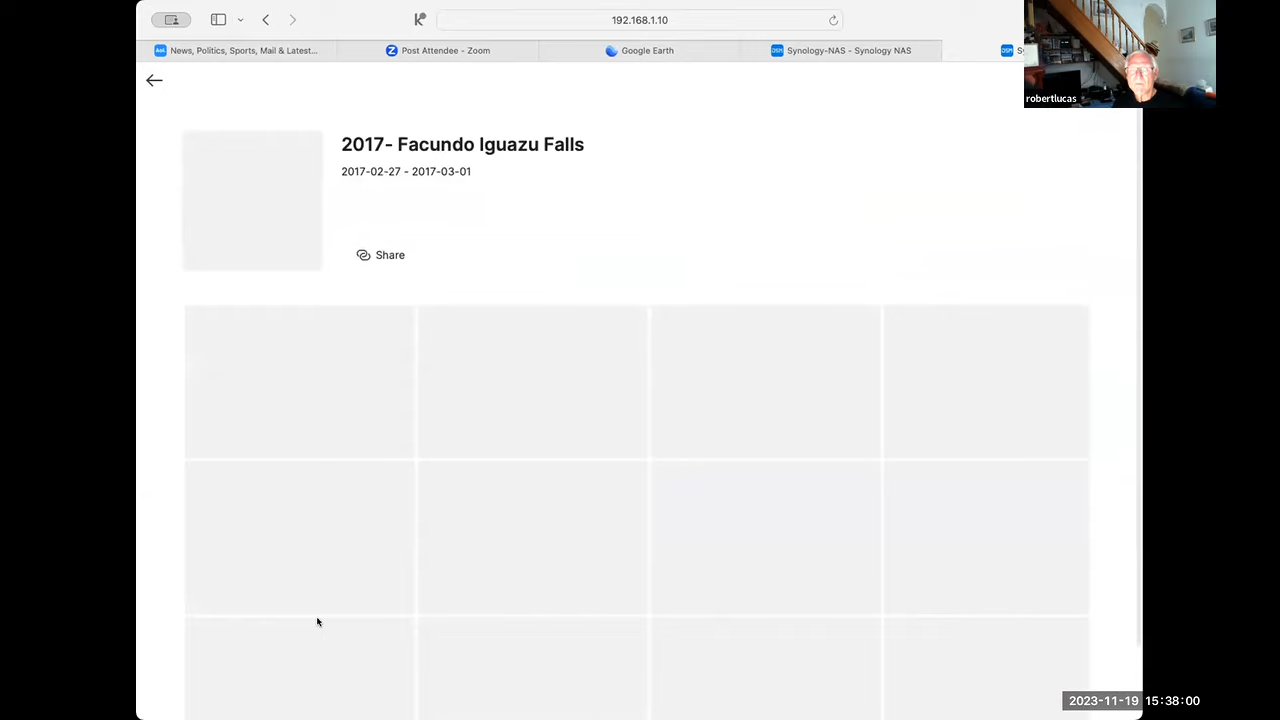 192.168.1.10
News, Politics, Sports, Mail & Latest...
Post Attendee - Zoom
Google Earth
Synology-NAS - Synology NAS
robertlucas
2017- Facundo Iguazu Falls
2017-02-27 - 2017-03-01
Share
2023-11-19 15:38:00